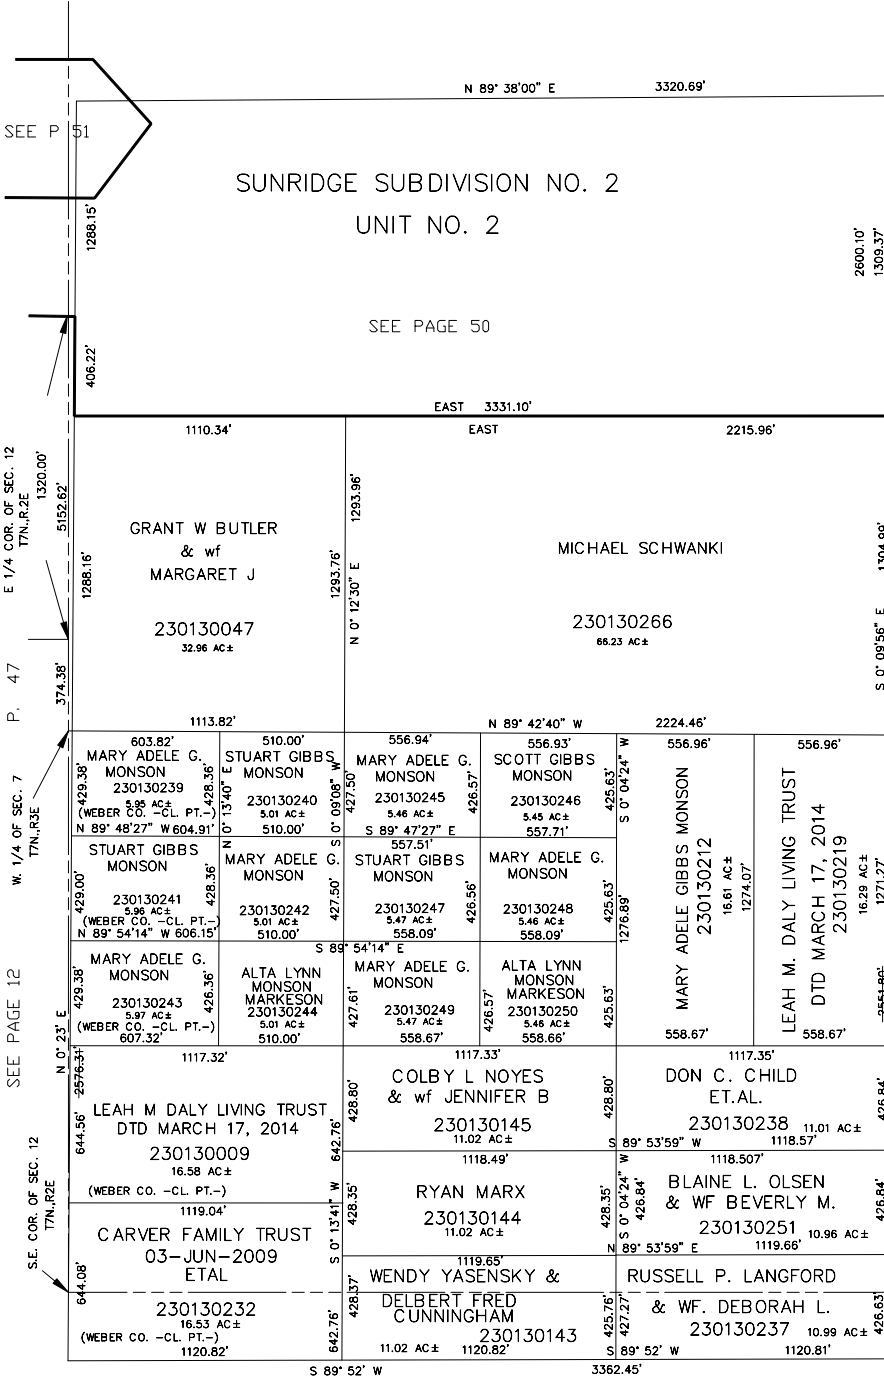 N 89° 38'00" E 3320.69'
SEE P 51
SUNRIDGE SUBDIVISION NO. 2
UNIT NO. 2
1288.15'
2600.10'
1309.37'
SEE PAGE 50
406.22'
EAST 3331.10'
1110.34'
EAST
2215.96'
E 1/4 COR. OF SEC. 12
T7N.,R.2E
1320.00'
5152.62'
1288.16'
GRANT W BUTLER
& wf
MARGARET J
230130047
32.96 AC±
1293.76'
1293.96'
N 0° 12'30" E
MICHAEL SCHWANKI
230130266
66.23 AC±
1304.99'
S 0° 09'56" E
P. 47
374.38'
1113.82'
N 89° 42'40" W
2224.46'
W. 1/4 OF SEC. 7
T7N.,R3E
603.82'
MARY ADELE G.
MONSON
230130239
5.95 AC±
(WEBER CO. -CL. PT.-)
N 89° 48'27" W 604.91'
429.38'
428.36'
N 0° 13'40" E
510.00'
STUART GIBBS
MONSON
230130240
5.01 AC±
510.00'
S 0° 09'08" W
427.50'
556.94'
MARY ADELE G.
MONSON
230130245
5.46 AC±
S 89° 47'27" E
557.51'
426.57'
556.93'
SCOTT GIBBS
MONSON
230130246
5.45 AC±
557.71'
425.63'
S 0° 04'24" W
556.96'
MARY ADELE GIBBS MONSON
230130212
16.61 AC±
1274.07'
1276.89'
558.67'
556.96'
LEAH M. DALY LIVING TRUST
DTD MARCH 17, 2014
230130219
16.29 AC±
1271.27'
558.67'
2551.80'
STUART GIBBS
MONSON
230130241
5.96 AC±
(WEBER CO. -CL. PT.-)
N 89° 54'14" W 606.15'
429.00'
428.36'
MARY ADELE G.
MONSON
230130242
5.01 AC±
510.00'
427.50'
STUART GIBBS
MONSON
230130247
5.47 AC±
558.09'
426.56'
MARY ADELE G.
MONSON
230130248
5.46 AC±
558.09'
425.63'
S 89° 54'14" E
SEE PAGE 12
N 0° 23' E
2576.31'
429.38'
MARY ADELE G.
MONSON
230130243
5.97 AC±
(WEBER CO. -CL. PT.-)
607.32'
426.36'
ALTA LYNN
MONSON
MARKESON
230130244
5.01 AC±
510.00'
427.61'
MARY ADELE G.
MONSON
230130249
5.47 AC±
558.67'
426.57'
ALTA LYNN
MONSON
MARKESON
230130250
5.46 AC±
558.66'
425.63'
1117.32'
644.56'
LEAH M DALY LIVING TRUST
DTD MARCH 17, 2014
230130009
16.58 AC±
(WEBER CO. -CL. PT.-)
642.76'
1119.04'
1117.33'
428.80'
COLBY L NOYES
& wf JENNIFER B
230130145
11.02 AC±
428.80'
1117.35'
DON C. CHILD
ET.AL.
230130238 11.01 AC±
S 89° 53'59" W 1118.57'
426.84'
1118.49'
428.35'
RYAN MARX
230130144
11.02 AC±
428.35'
S 0° 13'41" W
1118.507'
S 0° 04'24" W
426.84'
BLAINE L. OLSEN
& WF BEVERLY M.
230130251 10.96 AC±
N 89° 53'59" E 1119.66'
426.84'
S.E. COR. OF SEC. 12
T7N.,R2E
644.08'
CARVER FAMILY TRUST
03-JUN-2009
ETAL
230130232
16.53 AC±
(WEBER CO. -CL. PT.-)
1120.82'
642.76'
1119.65'
428.37'
WENDY YASENSKY &
DELBERT FRED
CUNNINGHAM
230130143
11.02 AC± 1120.82'
425.76'
427.27'
RUSSELL P. LANGFORD
& WF. DEBORAH L.
230130237 10.99 AC±
S 89° 52' W 1120.81'
426.63'
S 89° 52' W
3362.45'